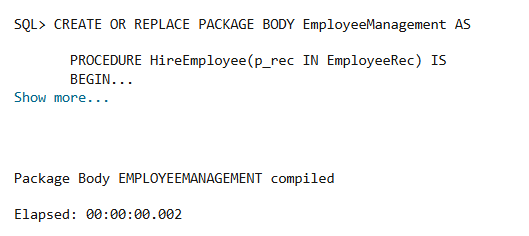 SQL> CREATE OR REPLACE PACKAGE BODY EmployeeManagement AS
PROCEDURE HireEmployee(p_rec IN EmployeeRec) IS
BEGIN...
Show more...
Package Body EMPLOYEEMANAGEMENT compiled
Elapsed: 00:00:00.002